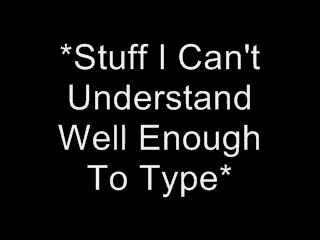 *Stuff I Can't
Understand
Well Enough
To Type*